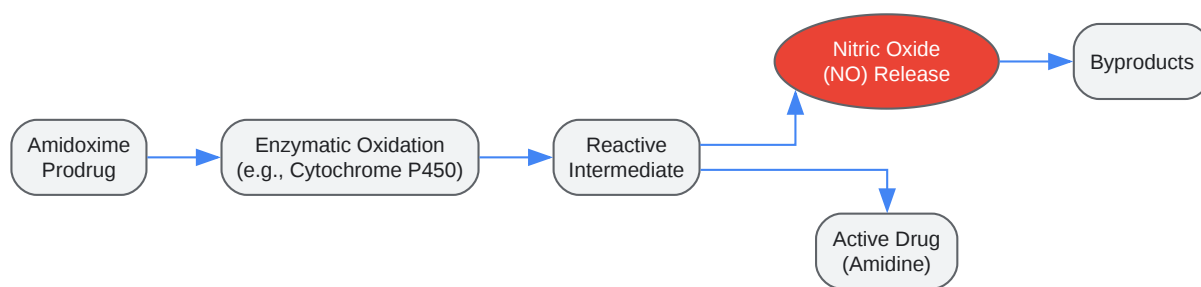 Amidoxime
Prodrug
Enzymatic Oxidation
(e.g., Cytochrome P450)
Reactive
Intermediate
Nitric Oxide
(NO) Release
Byproducts
Active Drug
(Amidine)